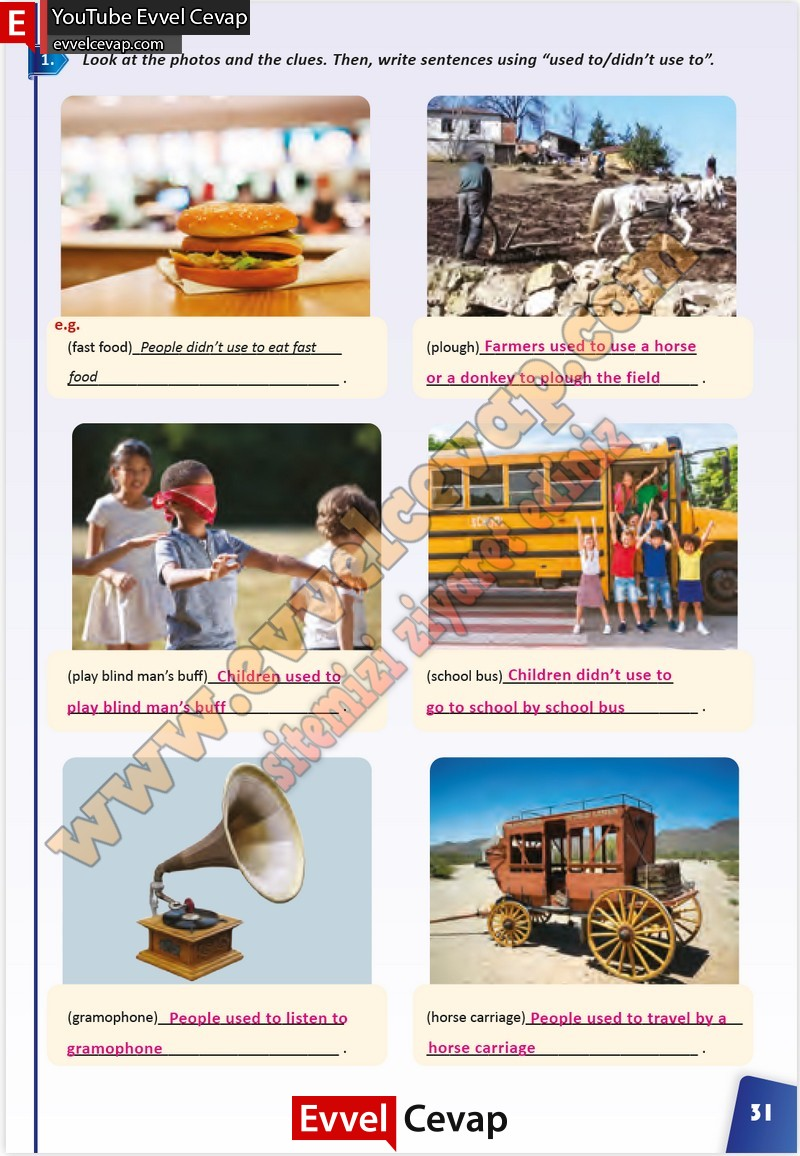 E YouTube Evvel Cevap
evvelcevap.com
1. Look at the photos and the clues. Then, write sentences using “used to/didn’t use to”.
e.g.
(fast food) People didn’t use to eat fast
food .
(plough) Farmers used to use a horse
or a donkey to plough the field .
(play blind man’s buff) Children used to
play blind man’s buff .
(school bus) Children didn’t use to
go to school by school bus .
(gramophone) People used to listen to
gramophone .
(horse carriage) People used to travel by a
horse carriage .
www.evvelcevap.com
sitemizi ziyaret ediniz
Evvel Cevap
31